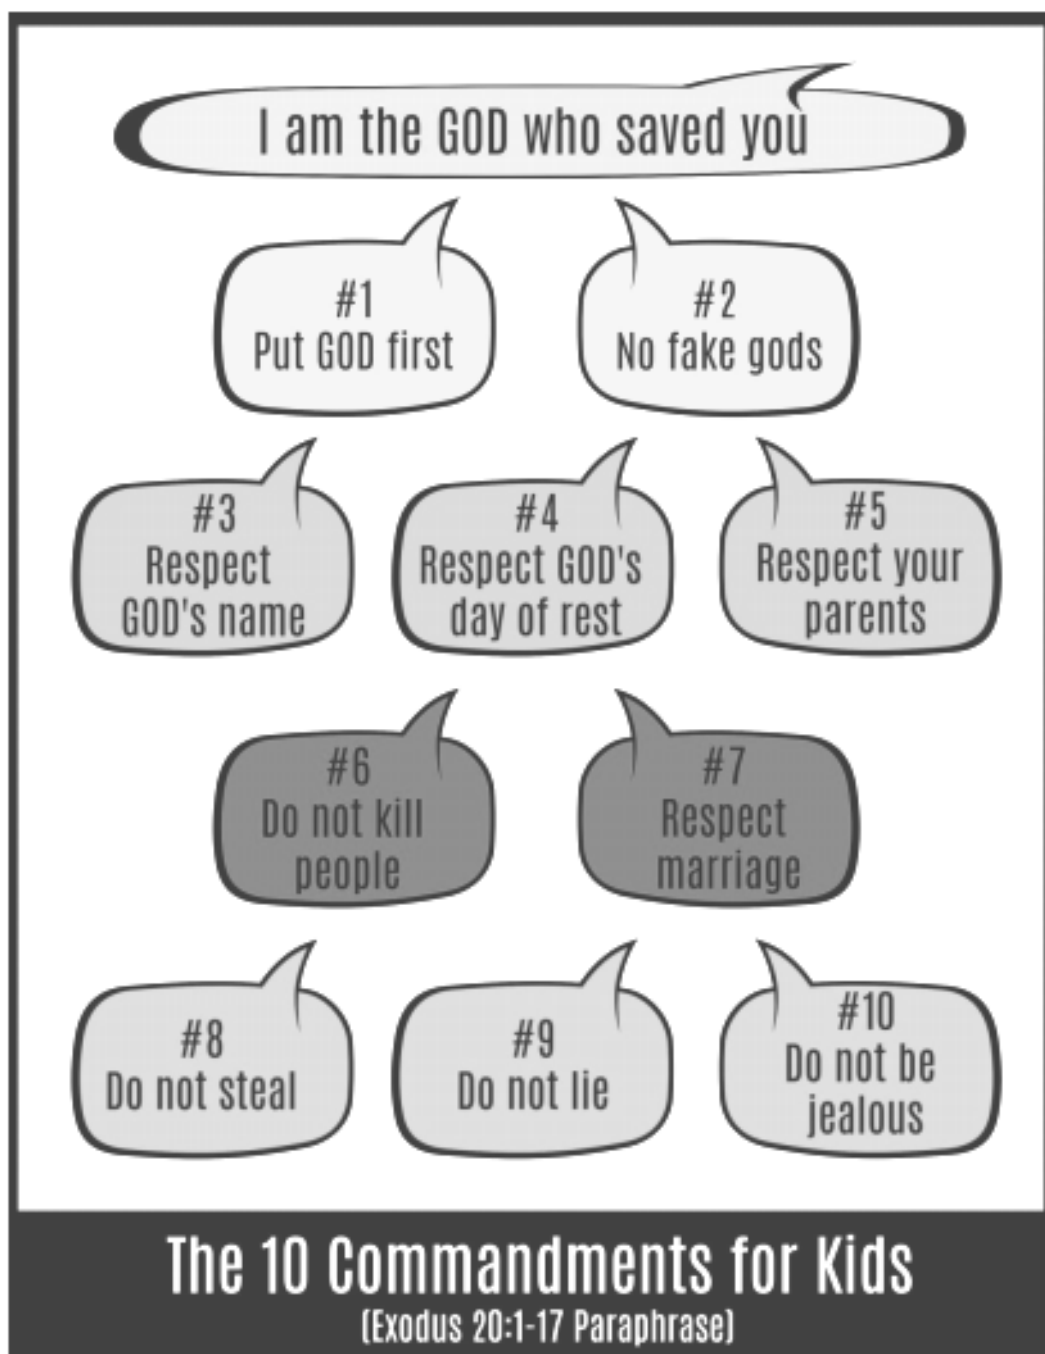 I am the GOD who saved you
#1
Put GOD first
#2
No fake gods
#3
Respect
GOD's name
#4
Respect GOD's
day of rest
#5
Respect your
parents
#6
Do not kill
people
#7
Respect
marriage
#8
Do not steal
#9
Do not lie
#10
Do not be
jealous
The 10 Commandments for Kids
(Exodus 20:1-17 Paraphrase)